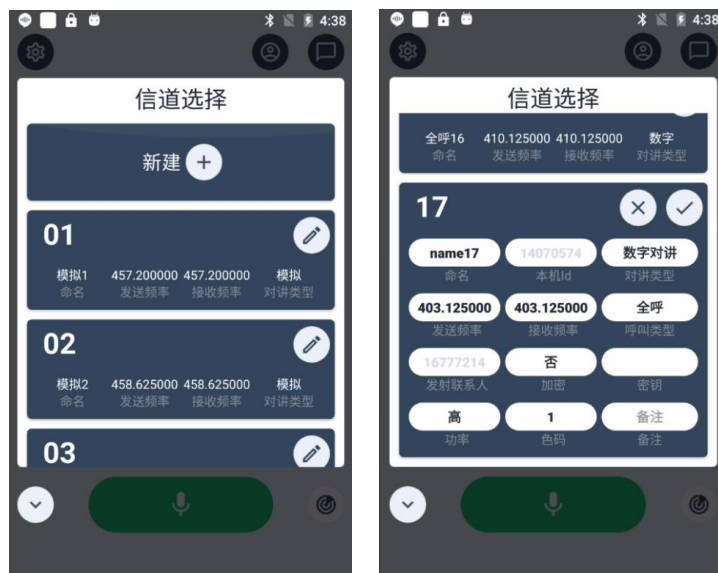 4:38
信道选择
新建
01
模拟1 457.200000 457.200000 模拟
命名 发送频率 接收频率 对讲类型
02
模拟2 458.625000 458.625000 模拟
命名 发送频率 接收频率 对讲类型
03
4:38
信道选择
全呼16 410.125000 410.125000 数字
命名 发送频率 接收频率 对讲类型
17
name17 14070574 数字对讲
命名 本机Id 对讲类型
403.125000 403.125000 全呼
发送频率 接收频率 呼叫类型
16777214 否
发射联系人 加密 密钥
高 1 备注
功率 色码 备注